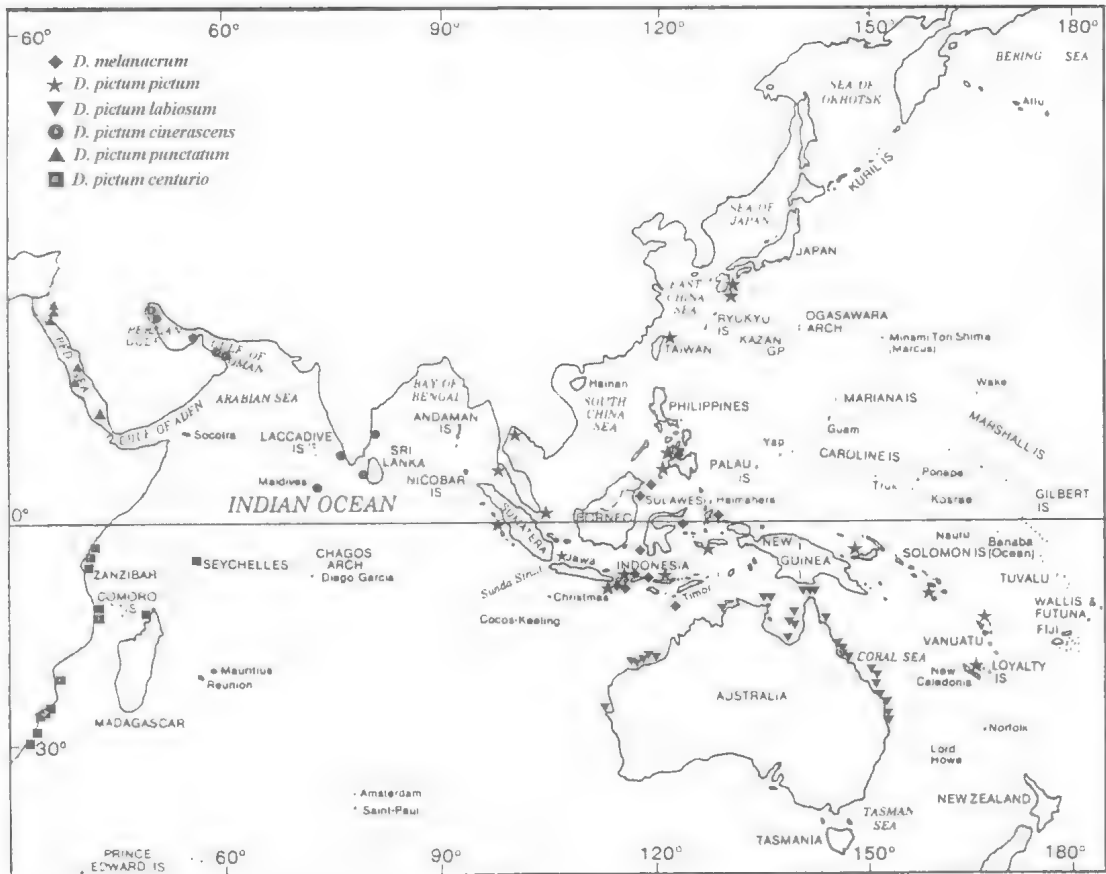 60°
90°
120°
150°
180°
60°
D. melanacrum
D. pictum pictum
D. pictum labiosum
D. pictum cinerascens
D. pictum punctatum
D. pictum centurio
BERING SEA
SEA OF
OKHOTSK
Attu
KURIL IS
SEA OF
JAPAN
JAPAN
EAST
CHINA
SEA
RYUKYU
IS
OGASAWARA
ARCH
KAZAN
GP
Minami Tori Shima
(Marcus)
TAIWAN
PERSIAN
GULF
GULF OF
OMAN
RED SEA
GULF OF ADEN
ARABIAN SEA
Socotra
BAY OF
BENGAL
ANDAMAN
IS
LACCADIVE
IS
SRI
LANKA
NICOBAR
IS
Maldives
Hainan
SOUTH
CHINA
SEA
PHILIPPINES
Wake
MARIANA IS
Guam
MARSHALL IS
Yap
CAROLINE IS
PALAU
IS
Truk
Ponape
Kosrae
GILBERT
IS
INDIAN OCEAN
0°
SUMATERA
BORNEO
SULAWESI
Halmahera
NEW
GUINEA
Nauru
Banaba
(Ocean)
SOLOMON IS
TUVALU
ZANZIBAR
SEYCHELLES
CHAGOS
ARCH
Diego Garcia
Jawa
INDONESIA
Sunda Strait
Christmas
Timor
Cocos-Keeling
COMORO
IS
WALLIS &
FUTUNA
FIJI
VANUATU
CORAL SEA
New
Caledonia
LOYALTY
IS
Mauritius
Reunion
MADAGASCAR
AUSTRALIA
30°
Norfolk
Lord
Howe
Amsterdam
Saint-Paul
NEW ZEALAND
TASMAN
SEA
TASMANIA
PRINCE
EDWARD IS
60°
90°
120°
150°
180°